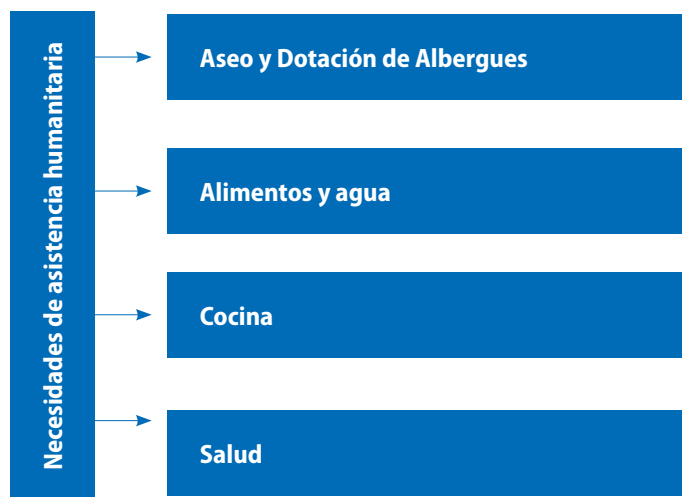 Necesidades de asistencia humanitaria
Aseo y Dotación de Albergues
Alimentos y agua
Cocina
Salud